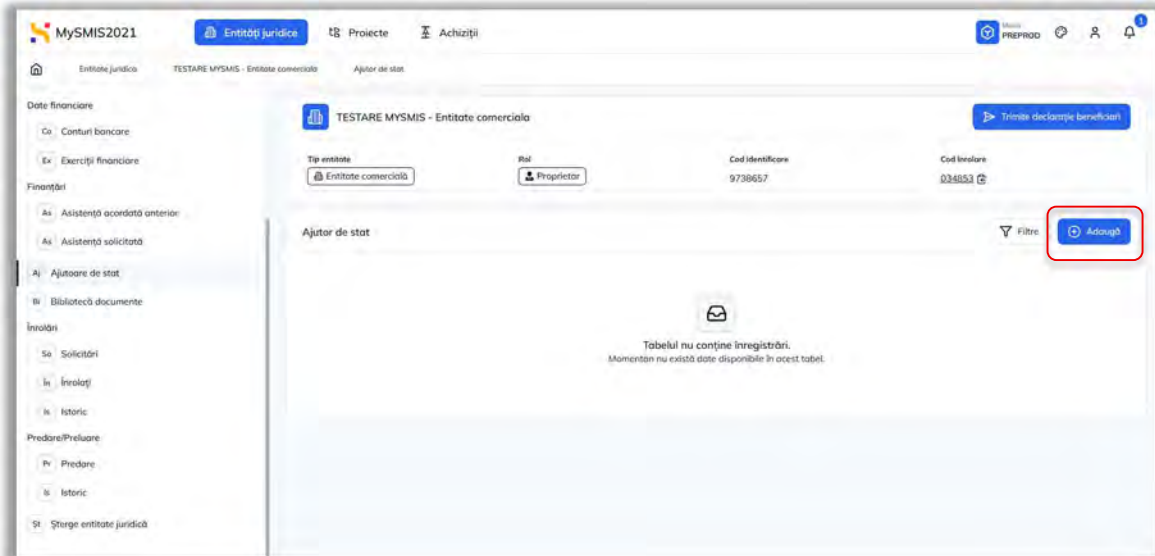 MySMIS2021
Entități juridice
Proiecte
Achiziții
PREPROD
1
Entitate juridica
TESTARE MYSMIS - Entitate comerciala
Ajutor de stat
Date financiare
Co Conturi bancare
Ex Exerciții financiare
Finanțări
As Asistență acordată anterior
As Asistență solicitată
Aj Ajutoare de stat
Bi Bibliotecă documente
Înrolări
So Solicitări
În Înrolați
Is Istoric
Predare/Preluare
Pr Predare
Is Istoric
Șt Șterge entitate juridică
TESTARE MYSMIS - Entitate comerciala
Trimite declarație beneficiari
Tip entitate
Rol
Cod identificare
Cod înrolare
Entitate comercială
Proprietar
9738657
034853
Ajutor de stat
Filtre
Adaugă
Tabelul nu conține înregistrări.
Momentan nu există date disponibile în acest tabel.